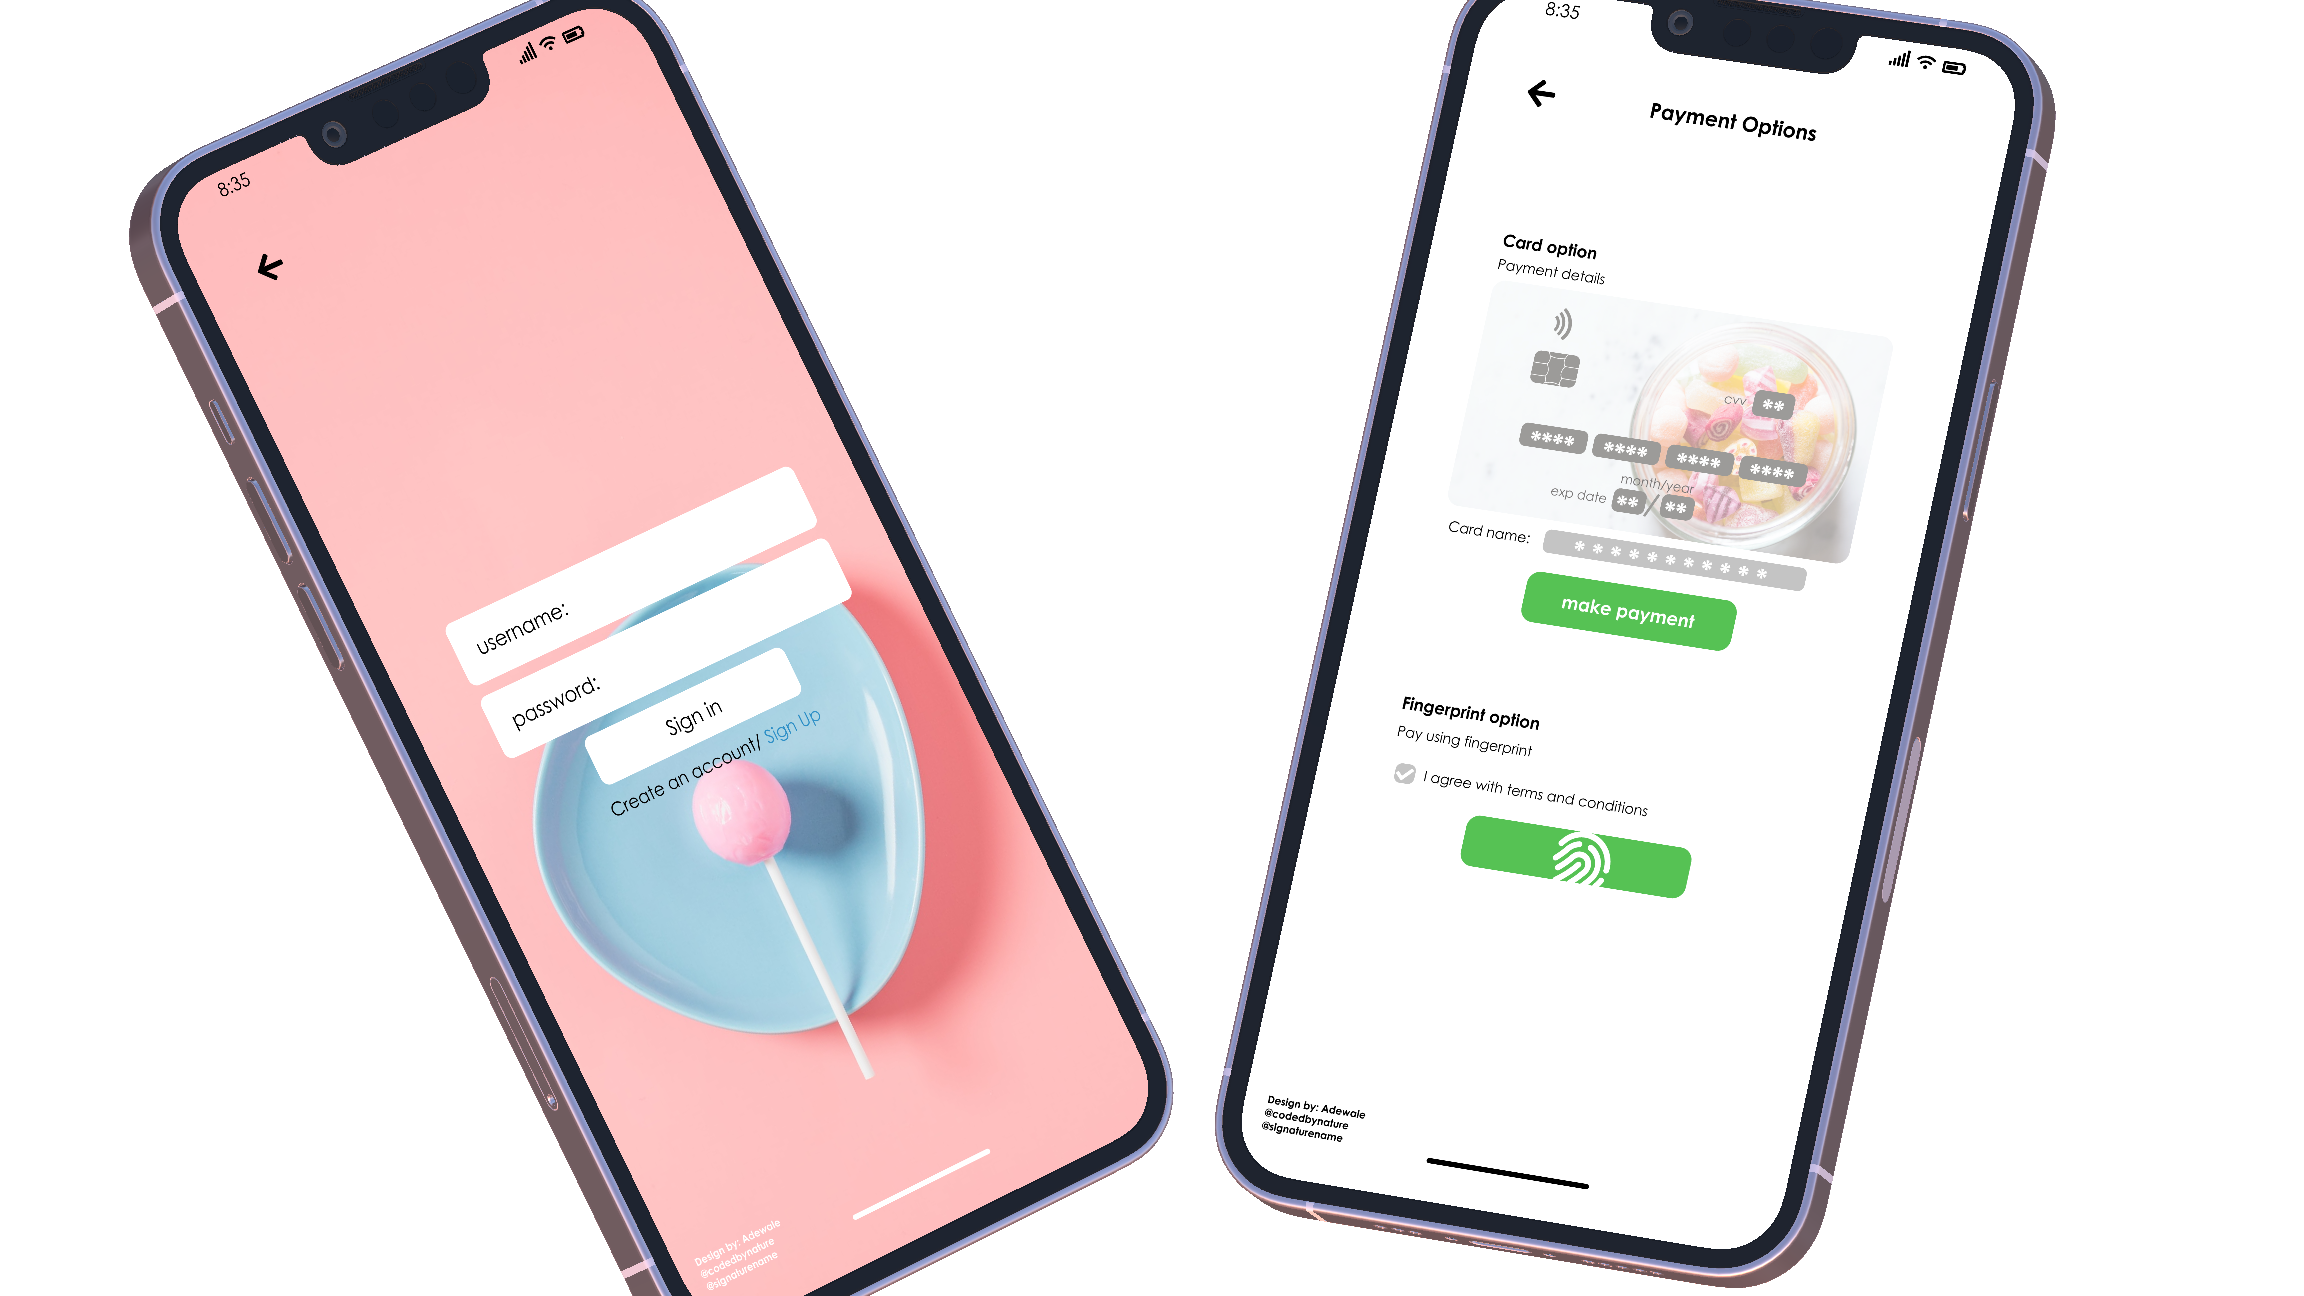 8:35
username:
password:
Sign in
Create an account/ Sign Up
Design by: Adewale
@codedbynature
@signaturename
8:35
Payment Options
Card option
Payment details
cvv **
**** **** **** ****
month/year
exp date **/**
Card name: * * * * * * * * * * *
make payment
Fingerprint option
Pay using fingerprint
I agree with terms and conditions
Design by: Adewale
@codedbynature
@signaturename